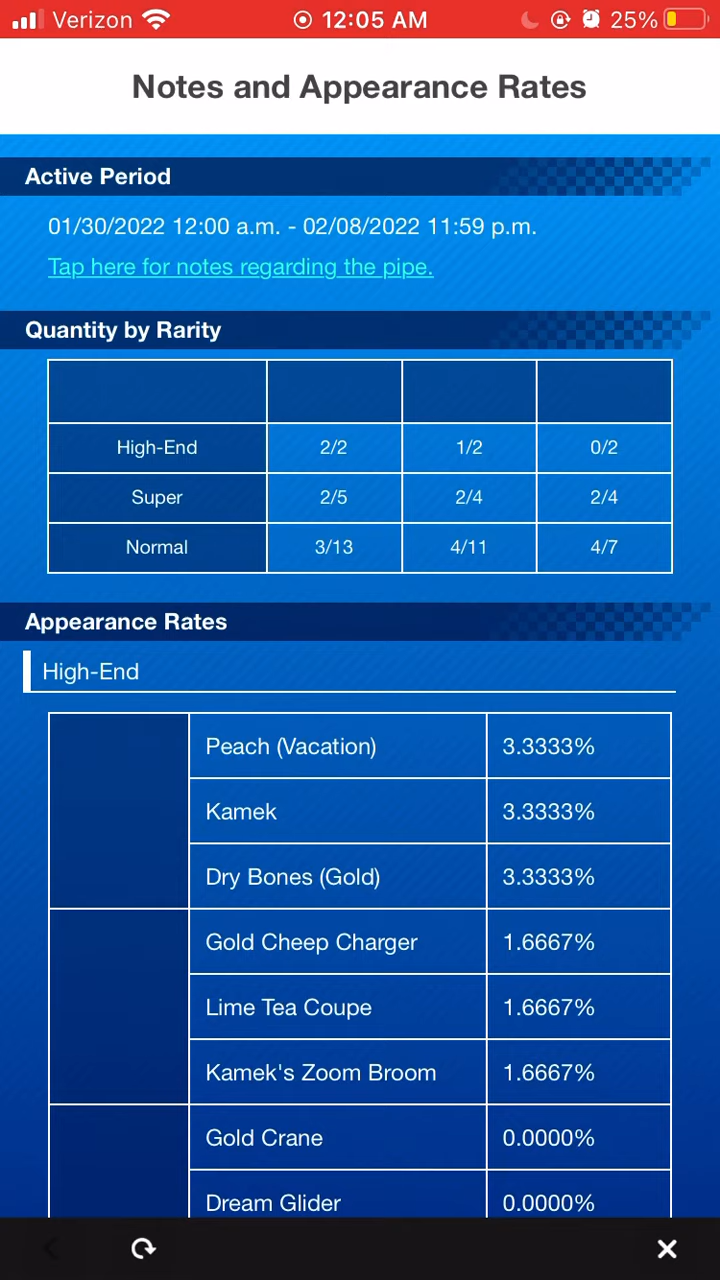 Verizon 12:05 AM 25%
Notes and Appearance Rates
Active Period
01/30/2022 12:00 a.m. - 02/08/2022 11:59 p.m.
Tap here for notes regarding the pipe.
Quantity by Rarity
High-End 2/2 1/2 0/2
Super 2/5 2/4 2/4
Normal 3/13 4/11 4/7
Appearance Rates
High-End
Peach (Vacation) 3.3333%
Kamek 3.3333%
Dry Bones (Gold) 3.3333%
Gold Cheep Charger 1.6667%
Lime Tea Coupe 1.6667%
Kamek's Zoom Broom 1.6667%
Gold Crane 0.0000%
Dream Glider 0.0000%